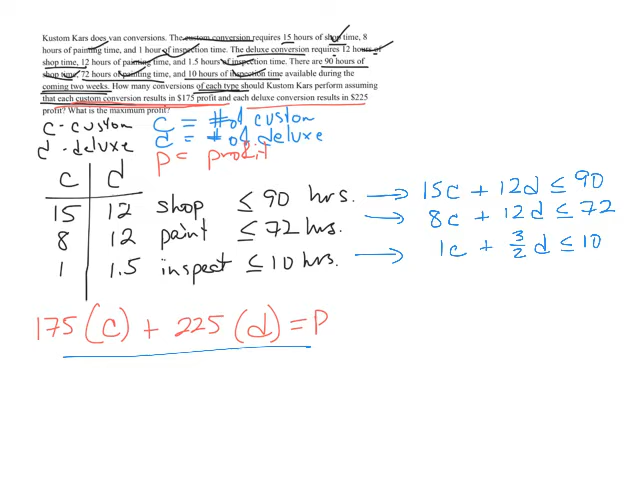 Kustom Kars does van conversions. The custom conversion requires 15 hours of shop time, 8
hours of painting time, and 1 hour of inspection time. The deluxe conversion requires 12 hours of
shop time, 12 hours of painting time, and 1.5 hours of inspection time. There are 90 hours of
shop time, 72 hours of painting time, and 10 hours of inspection time available during the
coming two weeks. How many conversions of each type should Kustom Kars perform assuming
that each custom conversion results in $175 profit and each deluxe conversion results in $225
profit? What is the maximum profit?
c - custom
d - deluxe
c = # of custom
d = # of deluxe
p = profit
c d
15 12 shop ≤ 90 hrs. → 15c + 12d ≤ 90
8 12 paint ≤ 72 hrs. → 8c + 12d ≤ 72
1 1.5 inspect ≤ 10 hrs. → 1c + 3/2 d ≤ 10
175 (c) + 225 (d) = P